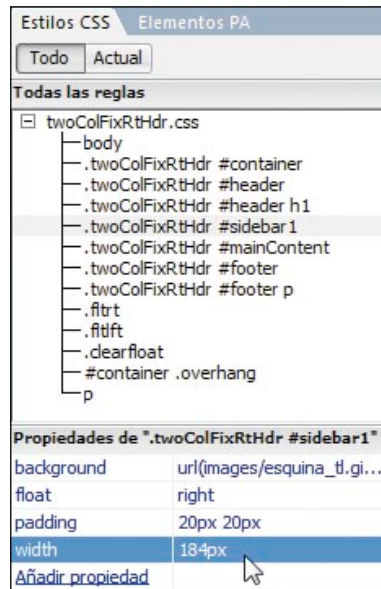 Estilos CSS Elementos PA
Todo Actual
Todas las reglas
twoColFixRtHdr.css
body
.twoColFixRtHdr #container
.twoColFixRtHdr #header
.twoColFixRtHdr #header h1
.twoColFixRtHdr #sidebar1
.twoColFixRtHdr #mainContent
.twoColFixRtHdr #footer
.twoColFixRtHdr #footer p
.fltrt
.fltlft
.clearfloat
#container .overhang
p
Propiedades de ".twoColFixRtHdr #sidebar1"
background url(images/esquina_tl.gi...
float right
padding 20px 20px
width 184px
Añadir propiedad